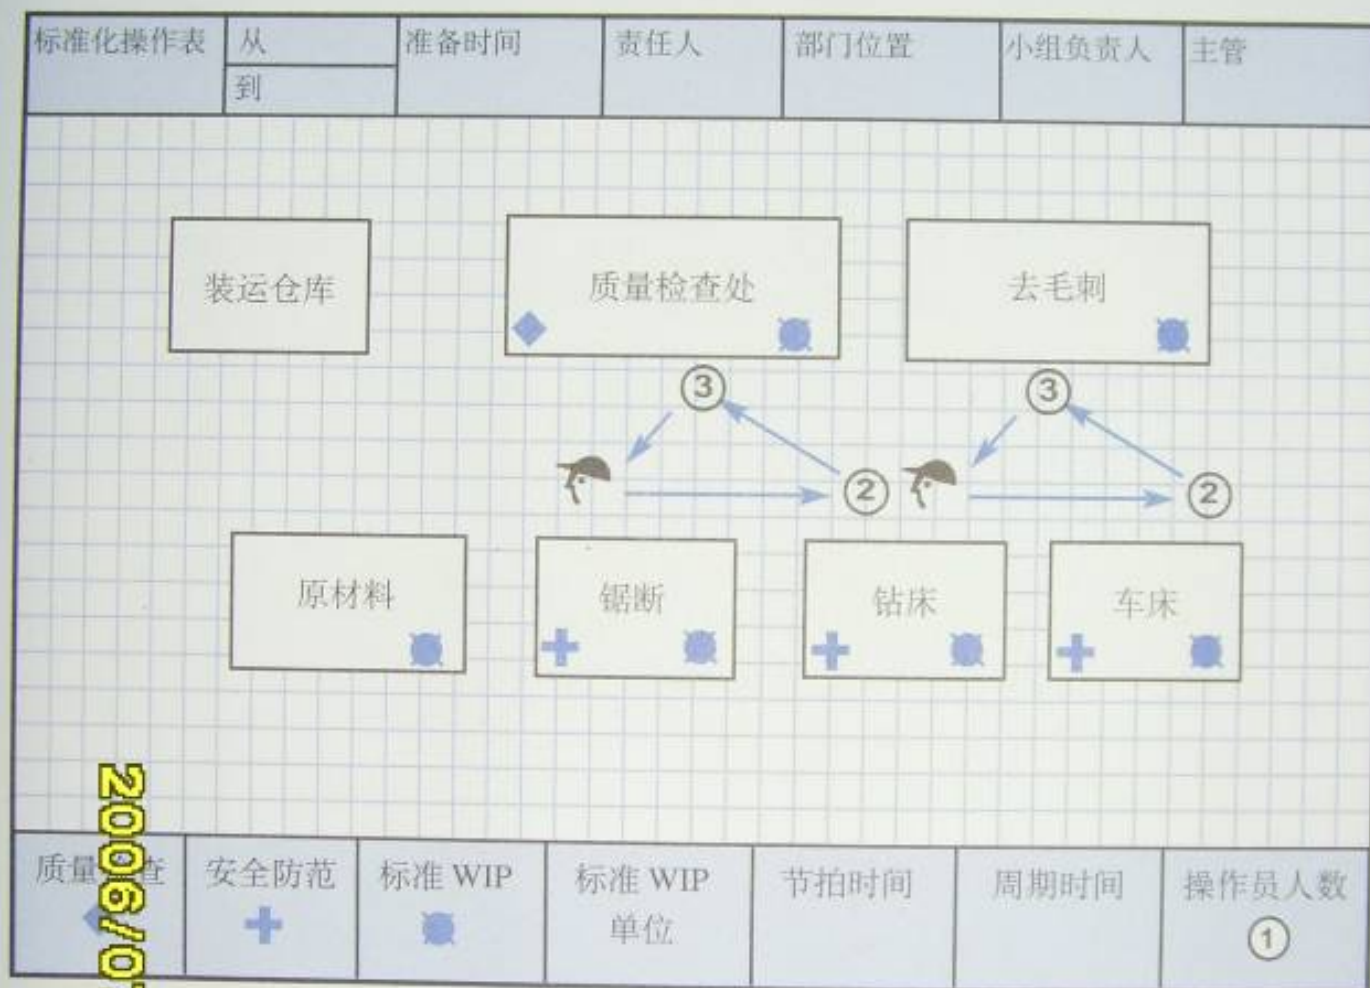 标准化操作表
从
到
准备时间
责任人
部门位置
小组负责人
主管
装运仓库
质量检查处
去毛刺
3
3
2
2
原材料
锯断
钻床
车床
质量 查
安全防范
标准 WIP
标准 WIP
单位
节拍时间
周期时间
操作员人数
1
2006/0